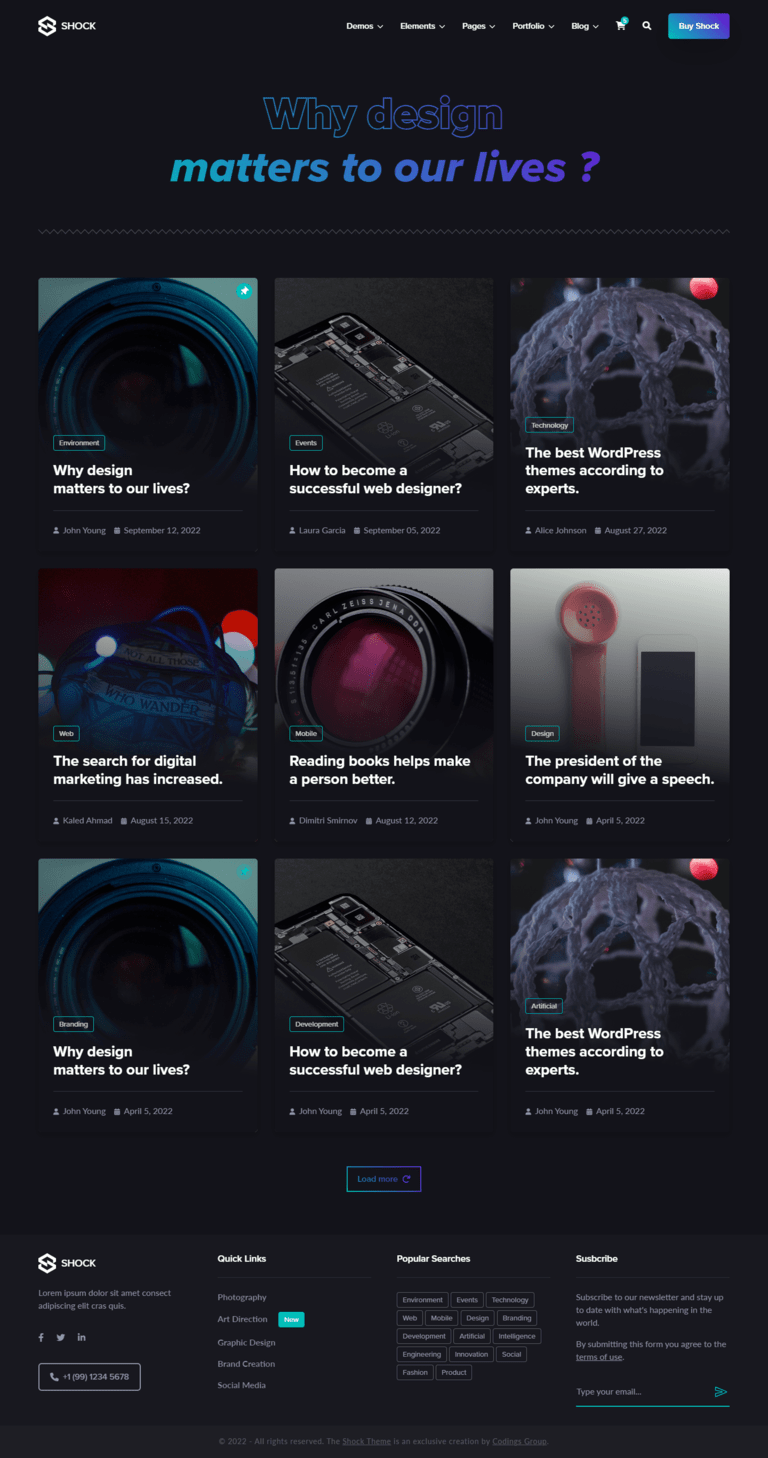 SHOCK
Demos Elements Pages Portfolio Blog 5 Buy Shock
Why design
matters to our lives ?
Environment
Why design
matters to our lives?
John Young September 12, 2022
Events
How to become a
successful web designer?
Laura Garcia September 05, 2022
Technology
The best WordPress
themes according to
experts.
Alice Johnson August 27, 2022
NOT ALL THOSE
WHO WANDER
Web
The search for digital
marketing has increased.
Kaled Ahmad August 15, 2022
CARL ZEISS JENA DDR
Mobile
Reading books helps make
a person better.
Dimitri Smirnov August 12, 2022
Design
The president of the
company will give a speech.
John Young April 5, 2022
Branding
Why design
matters to our lives?
John Young April 5, 2022
Development
How to become a
successful web designer?
John Young April 5, 2022
Artificial
The best WordPress
themes according to
experts.
John Young April 5, 2022
Load more
SHOCK
Lorem ipsum dolor sit amet consect
adipiscing elit cras quis.
+1 (99) 1234 5678
Quick Links
Photography
Art Direction New
Graphic Design
Brand Creation
Social Media
Popular Searches
Environment Events Technology
Web Mobile Design Branding
Development Artificial Intelligence
Engineering Innovation Social
Fashion Product
Susbcribe
Subscribe to our newsletter and stay up
to date with what's happening in the
world.
By submitting this form you agree to the
terms of use.
Type your email...
© 2022 - All rights reserved. The Shock Theme is an exclusive creation by Codings Group.